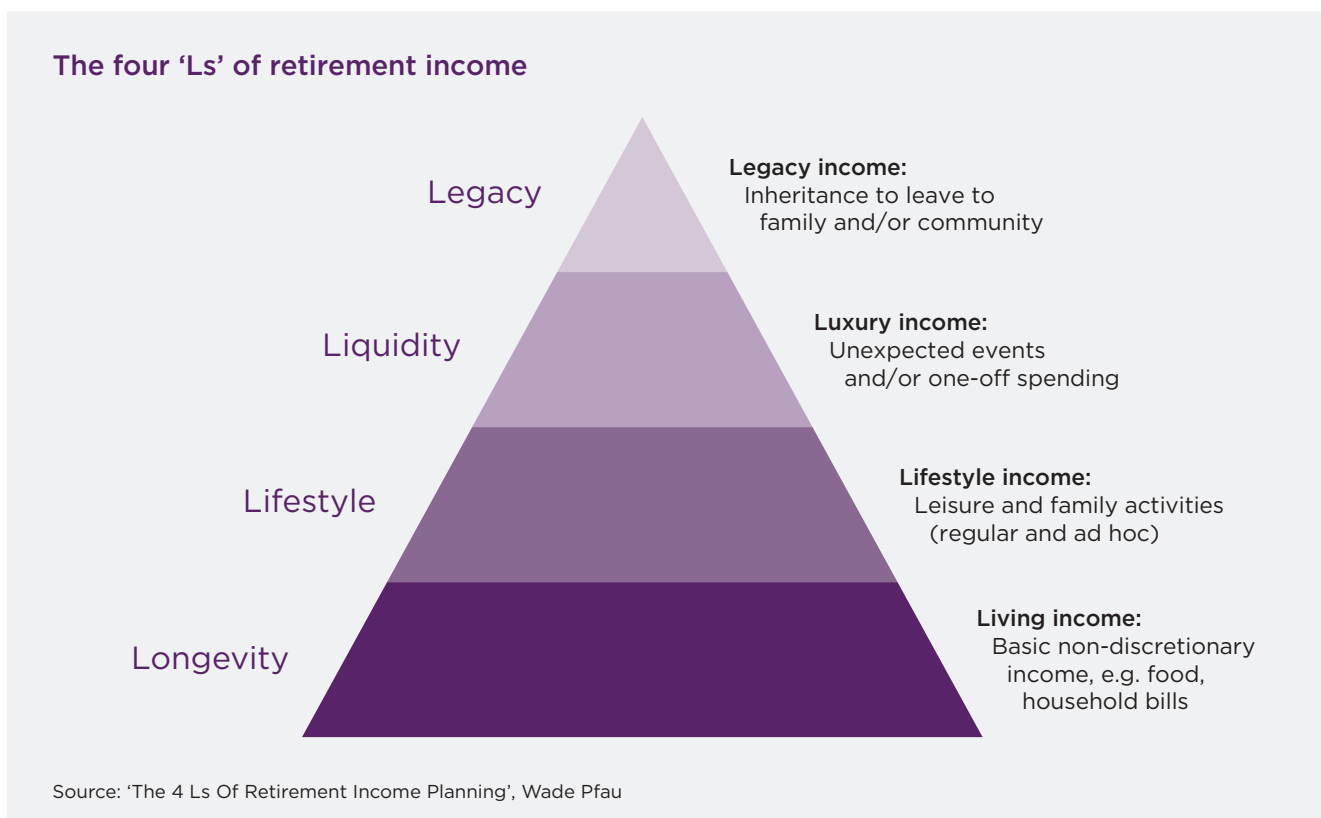 The four ‘Ls’ of retirement income
Legacy
Legacy income:
Inheritance to leave to
family and/or community
Liquidity
Luxury income:
Unexpected events
and/or one-off spending
Lifestyle
Lifestyle income:
Leisure and family activities
(regular and ad hoc)
Longevity
Living income:
Basic non-discretionary
income, e.g. food,
household bills
Source: ‘The 4 Ls Of Retirement Income Planning’, Wade Pfau